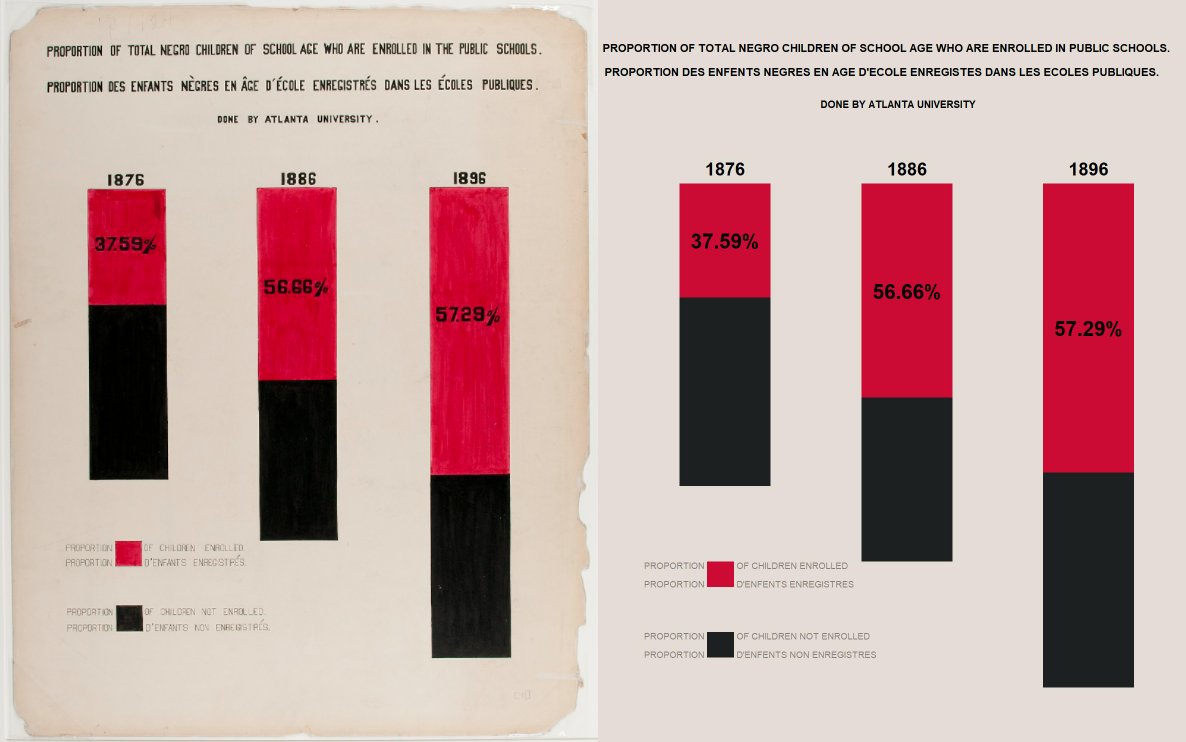 PROPORTION OF TOTAL NEGRO CHILDREN OF SCHOOL AGE WHO ARE ENROLLED IN THE PUBLIC SCHOOLS.
PROPORTION DES ENFANTS NÈGRES EN ÂGE D'ÉCOLE ENREGISTRÉS DANS LES ÉCOLES PUBLIQUES.
DONE BY ATLANTA UNIVERSITY.
1876
1886
1896
37.59%
56.66%
57.29%
PROPORTION OF CHILDREN ENROLLED.
PROPORTION D'ENFANTS ENREGISTRÉS.
PROPORTION OF CHILDREN NOT ENROLLED.
PROPORTION D'ENFANTS NON ENREGISTRÉS.
PROPORTION OF TOTAL NEGRO CHILDREN OF SCHOOL AGE WHO ARE ENROLLED IN PUBLIC SCHOOLS.
PROPORTION DES ENFENTS NEGRES EN AGE D'ECOLE ENREGISTES DANS LES ECOLES PUBLIQUES.
DONE BY ATLANTA UNIVERSITY
1876
1886
1896
37.59%
56.66%
57.29%
PROPORTION OF CHILDREN ENROLLED
PROPORTION D'ENFENTS ENREGISTRES
PROPORTION OF CHILDREN NOT ENROLLED
PROPORTION D'ENFENTS NON ENREGISTRES